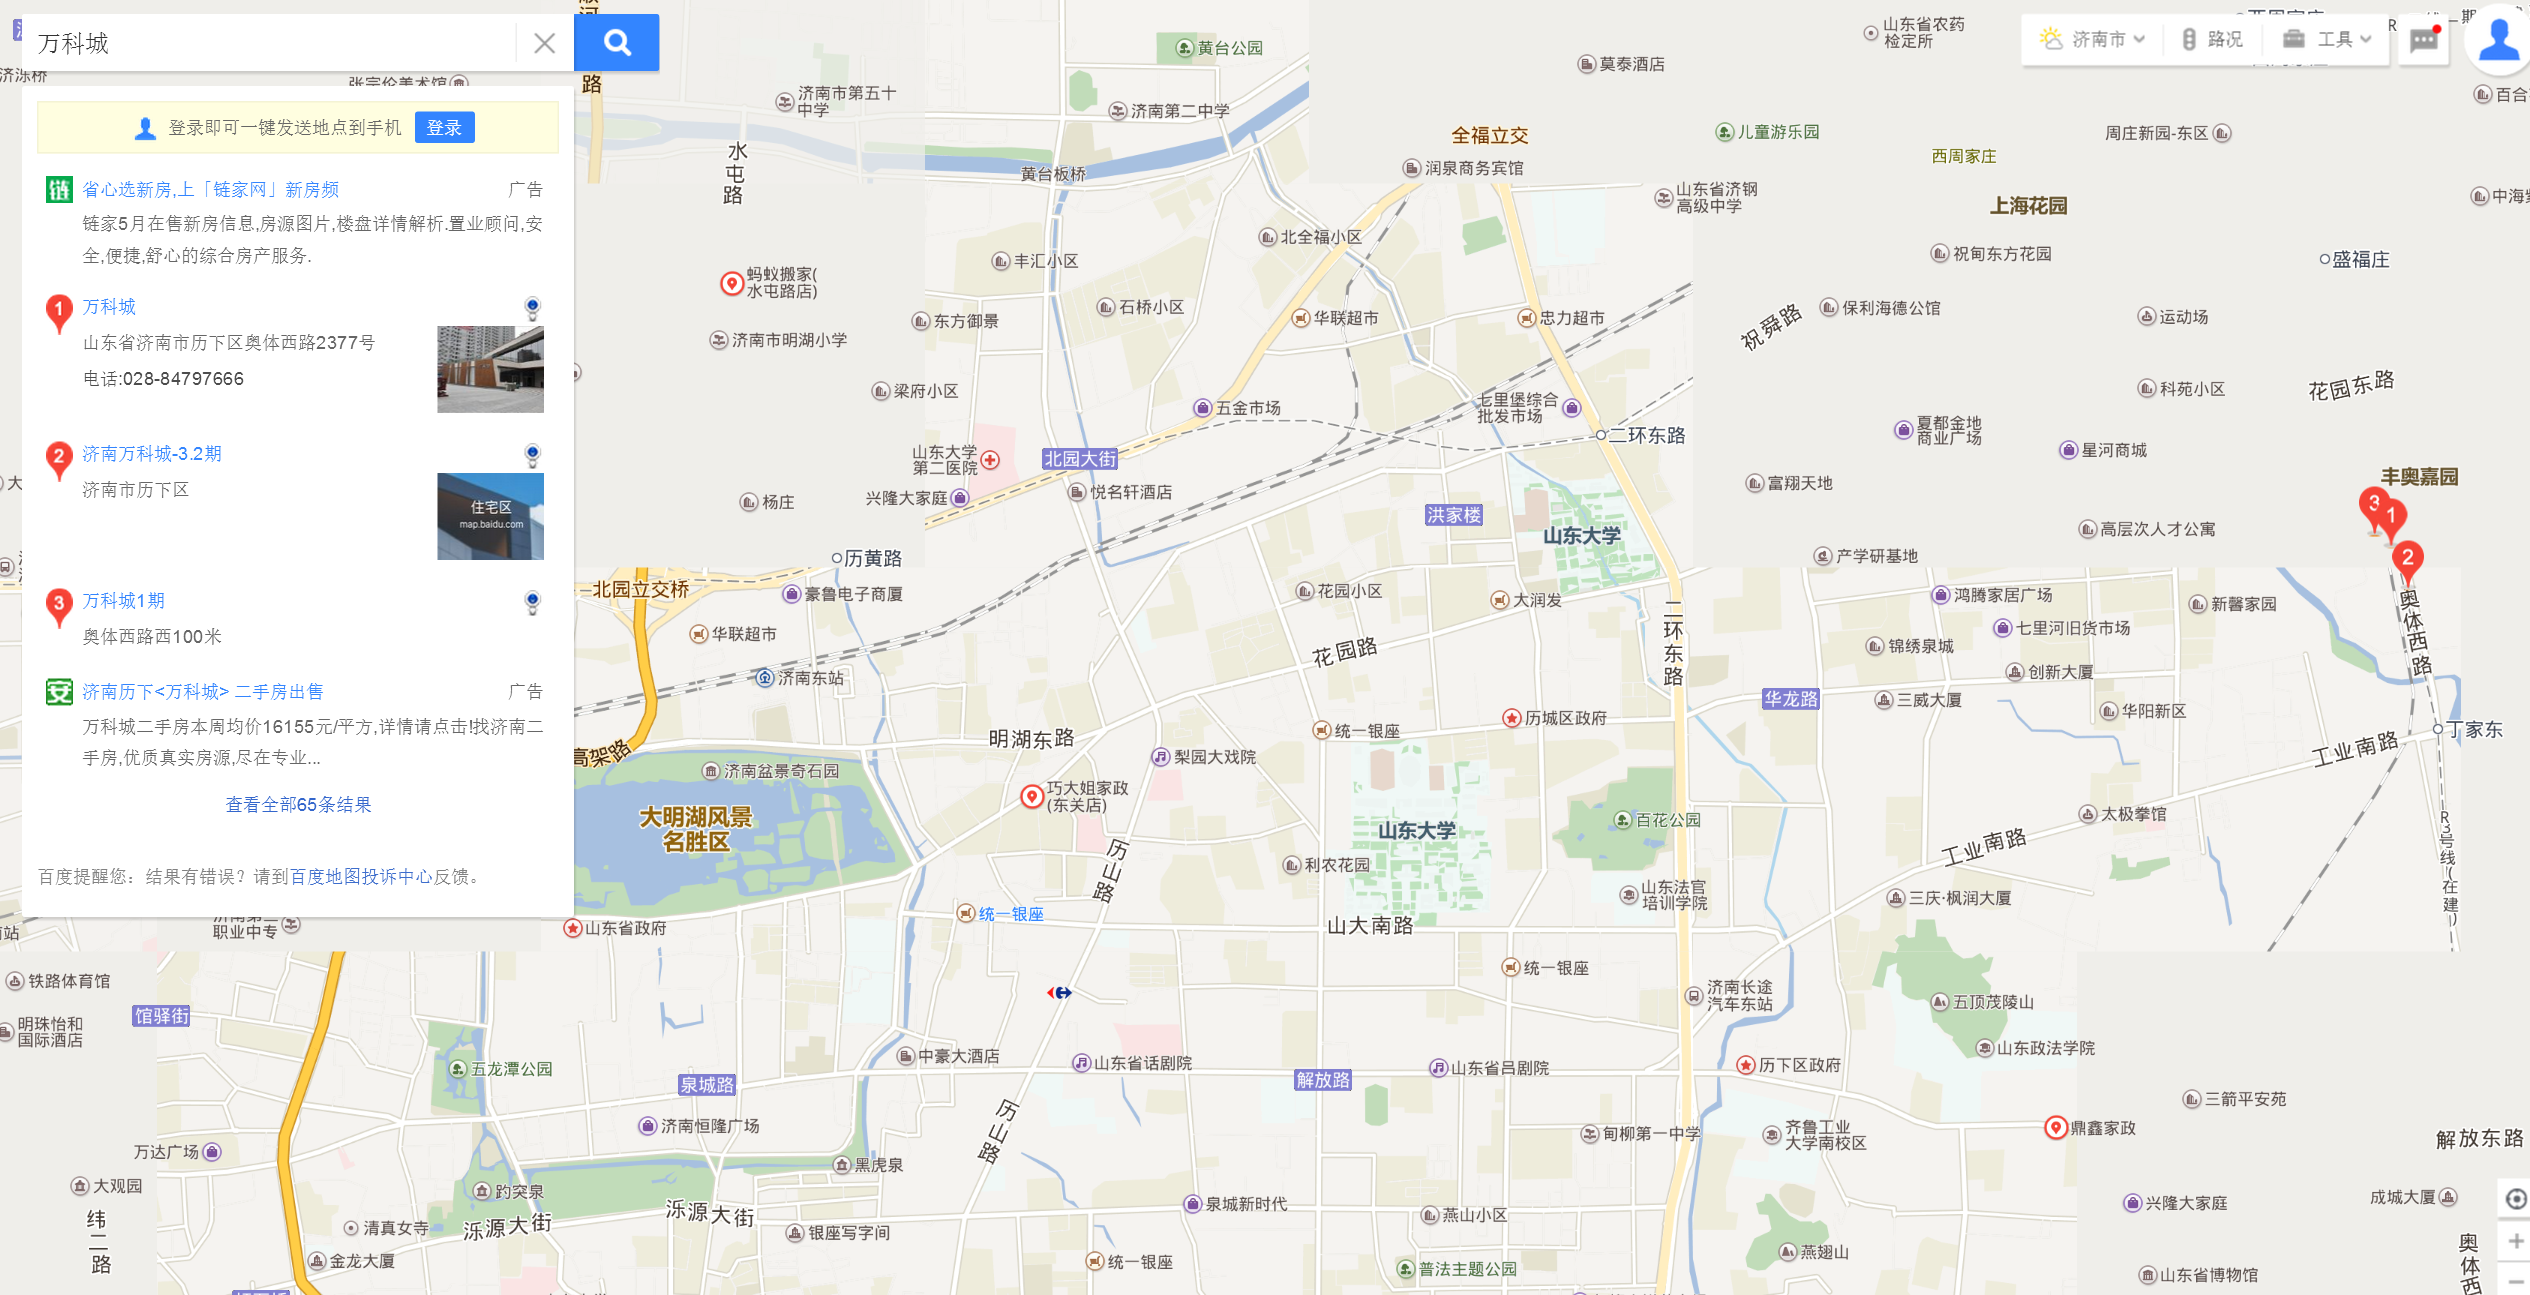 万科城
济南市
路况
工具
登录即可一键发送地点到手机
登录
省心选新房,上「链家网」新房频
广告
链家5月在售新房信息,房源图片,楼盘详情解析.置业顾问,安
全,便捷,舒心的综合房产服务.
1
万科城
山东省济南市历下区奥体西路2377号
电话:028-84797666
2
济南万科城-3.2期
济南市历下区
住宅区
map.baidu.com
3
万科城1期
奥体西路西100米
济南历下<万科城> 二手房出售
广告
万科城二手房本周均价16155元/平方,详情请点击!找济南二
手房,优质真实房源,尽在专业...
查看全部65条结果
百度提醒您：结果有错误？请到百度地图投诉中心反馈。
黄台公园
山东省农药
检定所
莫泰酒店
济南市第五十
中学
济南第二中学
全福立交
儿童游乐园
周庄新园-东区
西周家庄
水屯路
黄台板桥
润泉商务宾馆
山东省济钢
高级中学
上海花园
北全福小区
丰汇小区
祝甸东方花园
盛福庄
蚂蚁搬家(
水屯路店)
石桥小区
东方御景
华联超市
忠力超市
祝舜路
保利海德公馆
运动场
济南市明湖小学
梁府小区
五金市场
七里堡综合
批发市场
科苑小区
花园东路
二环东路
夏都金地
商业广场
星河商城
山东大学
第二医院
北园大街
兴隆大家庭
悦名轩酒店
杨庄
富翔天地
丰奥嘉园
3
1
2
洪家楼
山东大学
高层次人才公寓
产学研基地
历黄路
北园立交桥
豪鲁电子商厦
花园小区
大润发
鸿腾家居广场
新馨家园
奥体西路
华联超市
七里河旧货市场
二环东路
花园路
锦绣泉城
创新大厦
济南东站
华龙路
三威大厦
华阳新区
丁家东
历城区政府
统一银座
明湖东路
高架路
工业南路
梨园大戏院
济南盆景奇石园
巧大姐家政
(东关店)
大明湖风景
名胜区
山东大学
百花公园
太极拳馆
工业南路
R3号线(在建)
利农花园
历山路
山东法官
培训学院
三庆·枫润大厦
统一银座
山东省政府
山大南路
职业中专
铁路体育馆
统一银座
济南长途
汽车东站
五顶茂陵山
馆驿街
明珠怡和
国际酒店
中豪大酒店
山东省话剧院
山东省吕剧院
历下区政府
山东政法学院
五龙潭公园
泉城路
解放路
三箭平安苑
济南恒隆广场
历山路
甸柳第一中学
齐鲁工业
大学南校区
鼎鑫家政
解放东路
万达广场
黑虎泉
大观园
趵突泉
泺源大街
泺源大街
泉城新时代
燕山小区
兴隆大家庭
成城大厦
纬二路
清真女寺
银座写字间
燕翅山
金龙大厦
统一银座
普法主题公园
山东省博物馆
奥体西